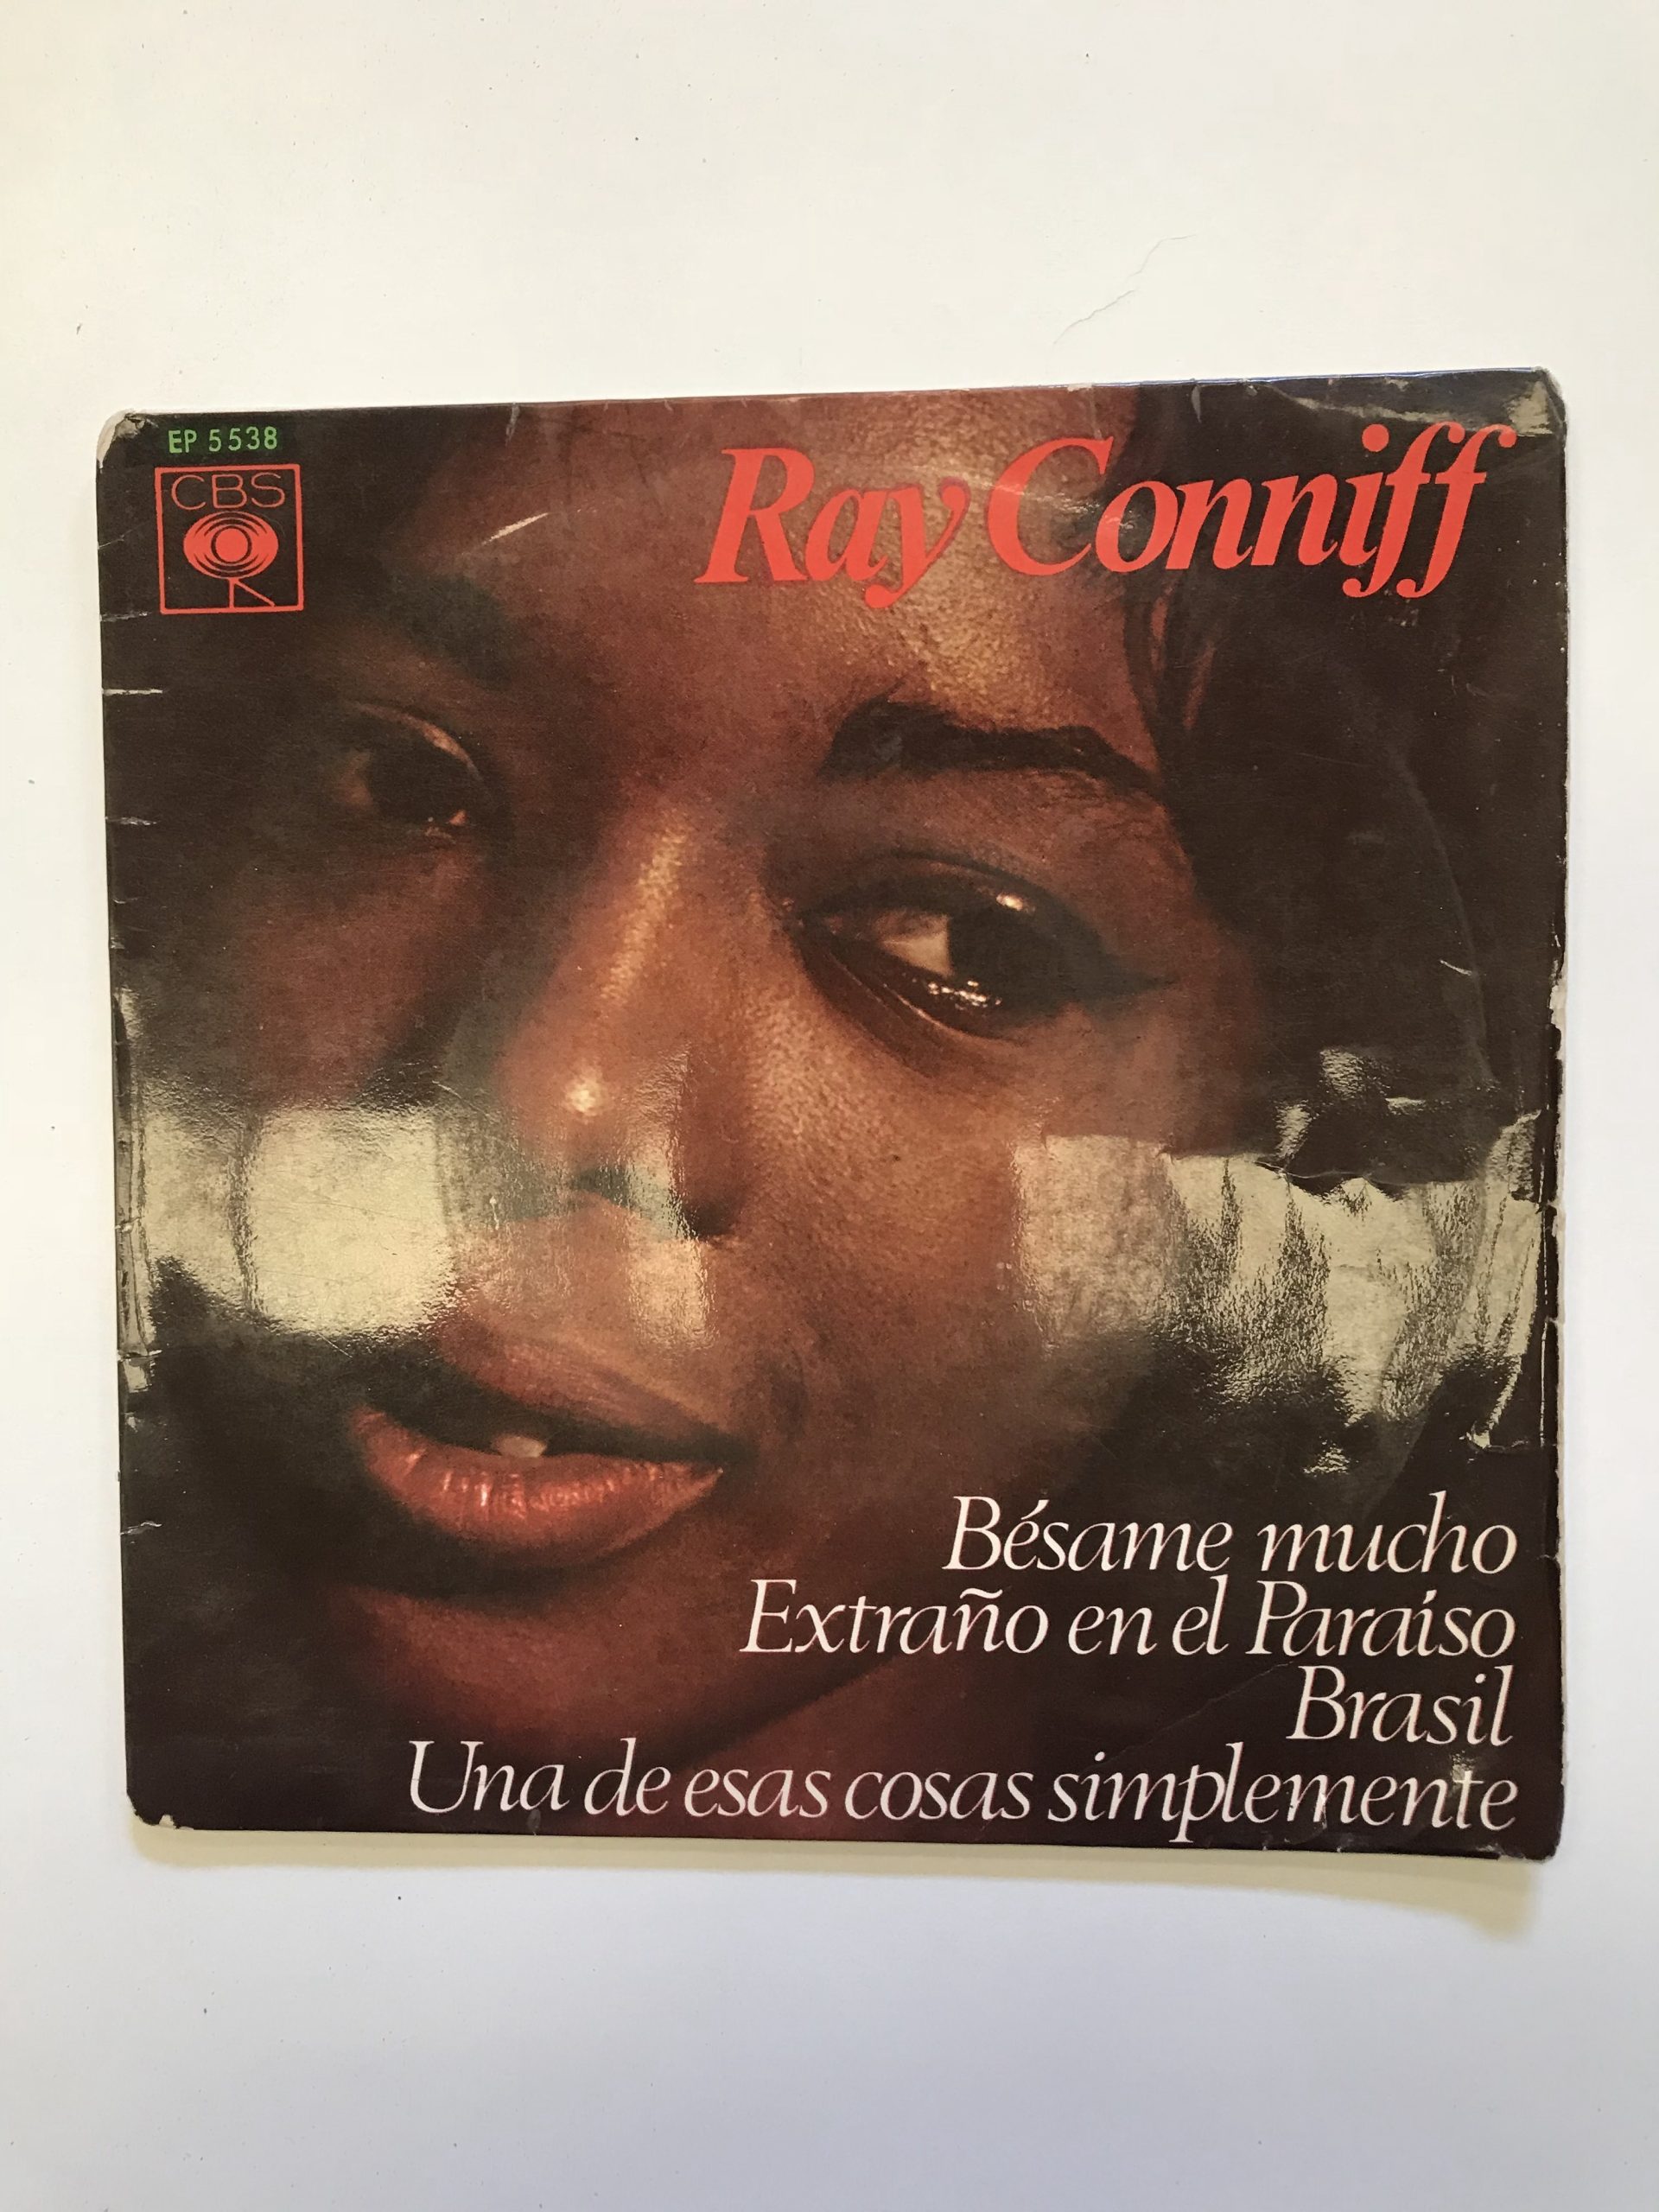 EP 5538
CBS
Ray Conniff
Bésame mucho
Extraño en el Paraíso
Brasil
Una de esas cosas simplemente